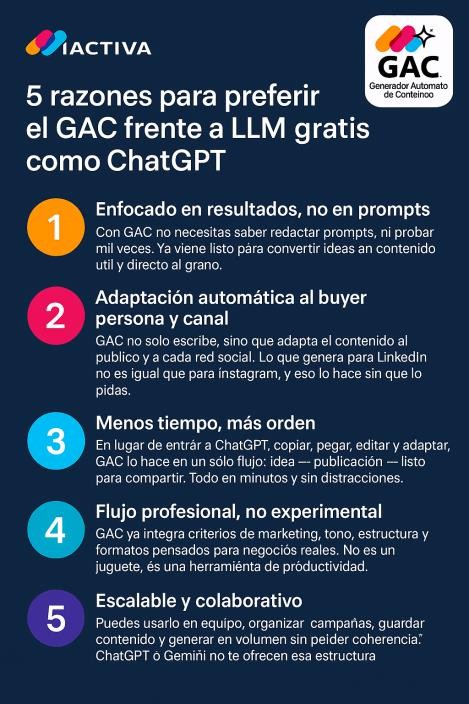 IACTIVA
GAC
Generador Automato
de Conteinoo
5 razones para preferir
el GAC frente a LLM gratis
como ChatGPT
1
Enfocado en resultados, no en prompts
Con GAC no necesitas saber redactar prompts, ni probar
mil veces. Ya viene listo pàra convertir ideas an contenido
util y directo al grano.
2
Adaptación automática al buyer
persona y canal
GAC no solo escribe, sino que adapta el contenido al
publico y a cada red social. Lo que genera para LinkedIn
no es igual que para ínstagram, y eso lo hace sin que lo
pidas.
3
Menos tiempo, más orden
En lugar de entrár a ChatGPT, copiar, pegar, editar y adaptar,
GAC lo hace en un sólo flujo: idea — publicación — listo
para compartir. Todo en minutos y sin distracciones.
4
Flujo profesional, no experimental
GAC ya integra criterios de marketing, tono, estructura y
formatos pensados para negociós reales. No es un
juguete, és una herramiénta de próductividad.
5
Escalable y colaborativo
Puedes usarlo en equípo, organizar campañas, guardar
contenido y generar en volumen sin peider coherencia.″
ChatGPT ó Gemiñi no te ofrecen esa estructura